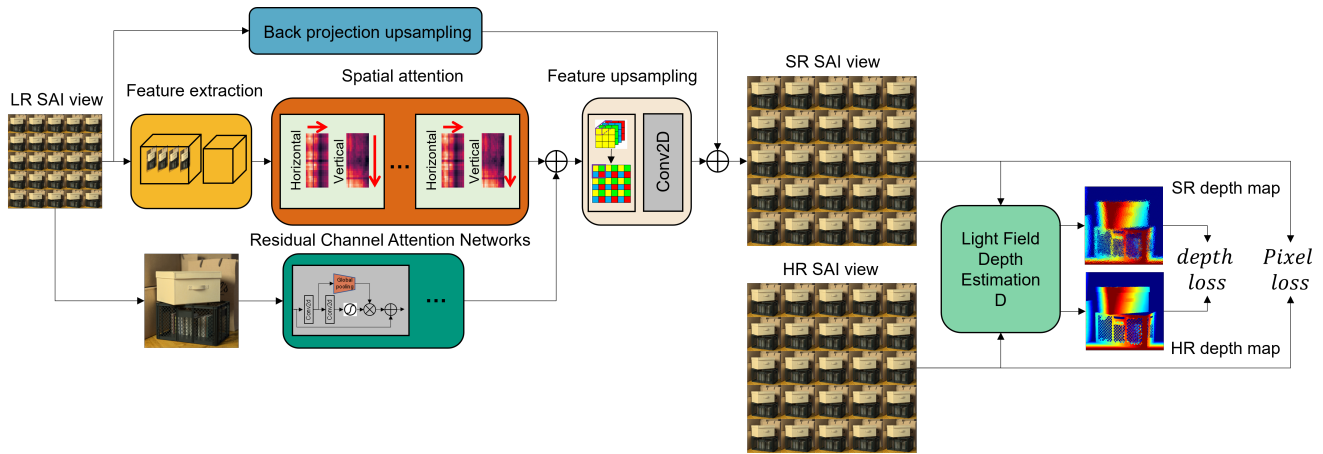 Back projection upsampling
LR SAI view
Feature extraction
Spatial attention
Horizontal
Vertical
...
Horizontal
Vertical
Feature upsampling
Conv2D
Residual Channel Attention Networks
Conv2d
Conv2d
Global
pooling
...
SR SAI view
HR SAI view
Light Field
Depth
Estimation
D
SR depth map
HR depth map
depth
loss
Pixel
loss